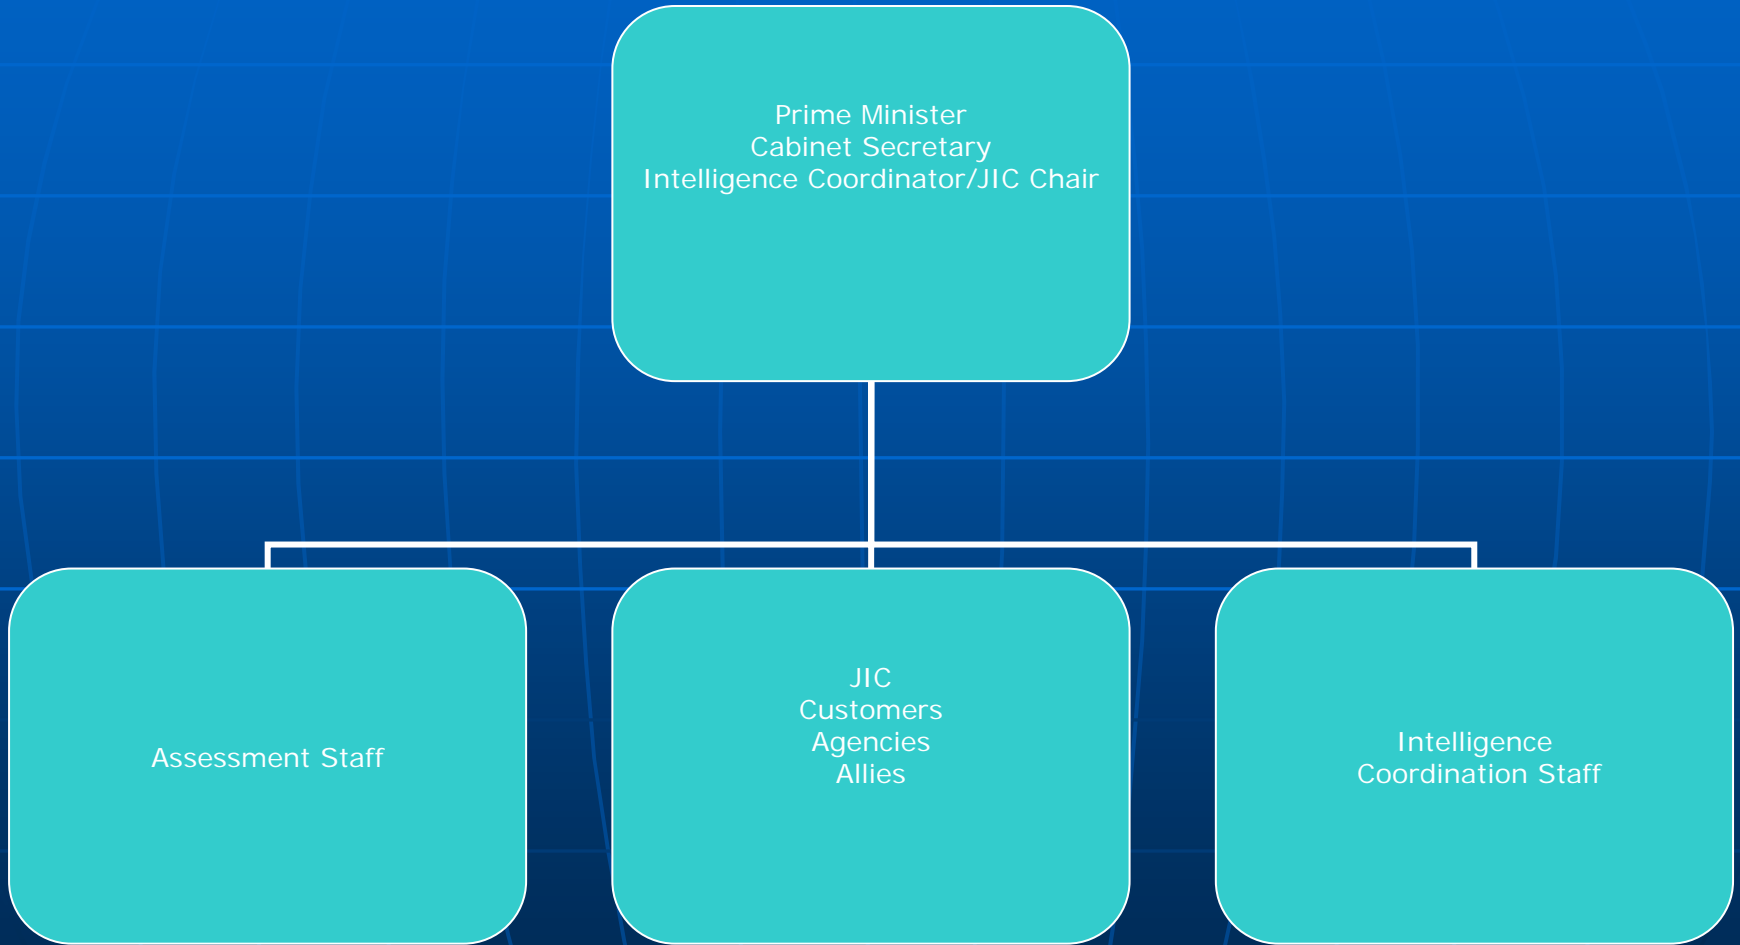 Prime Minister
Cabinet Secretary
Intelligence Coordinator/JIC Chair
Assessment Staff
JIC
Customers
Agencies
Allies
Intelligence
Coordination Staff